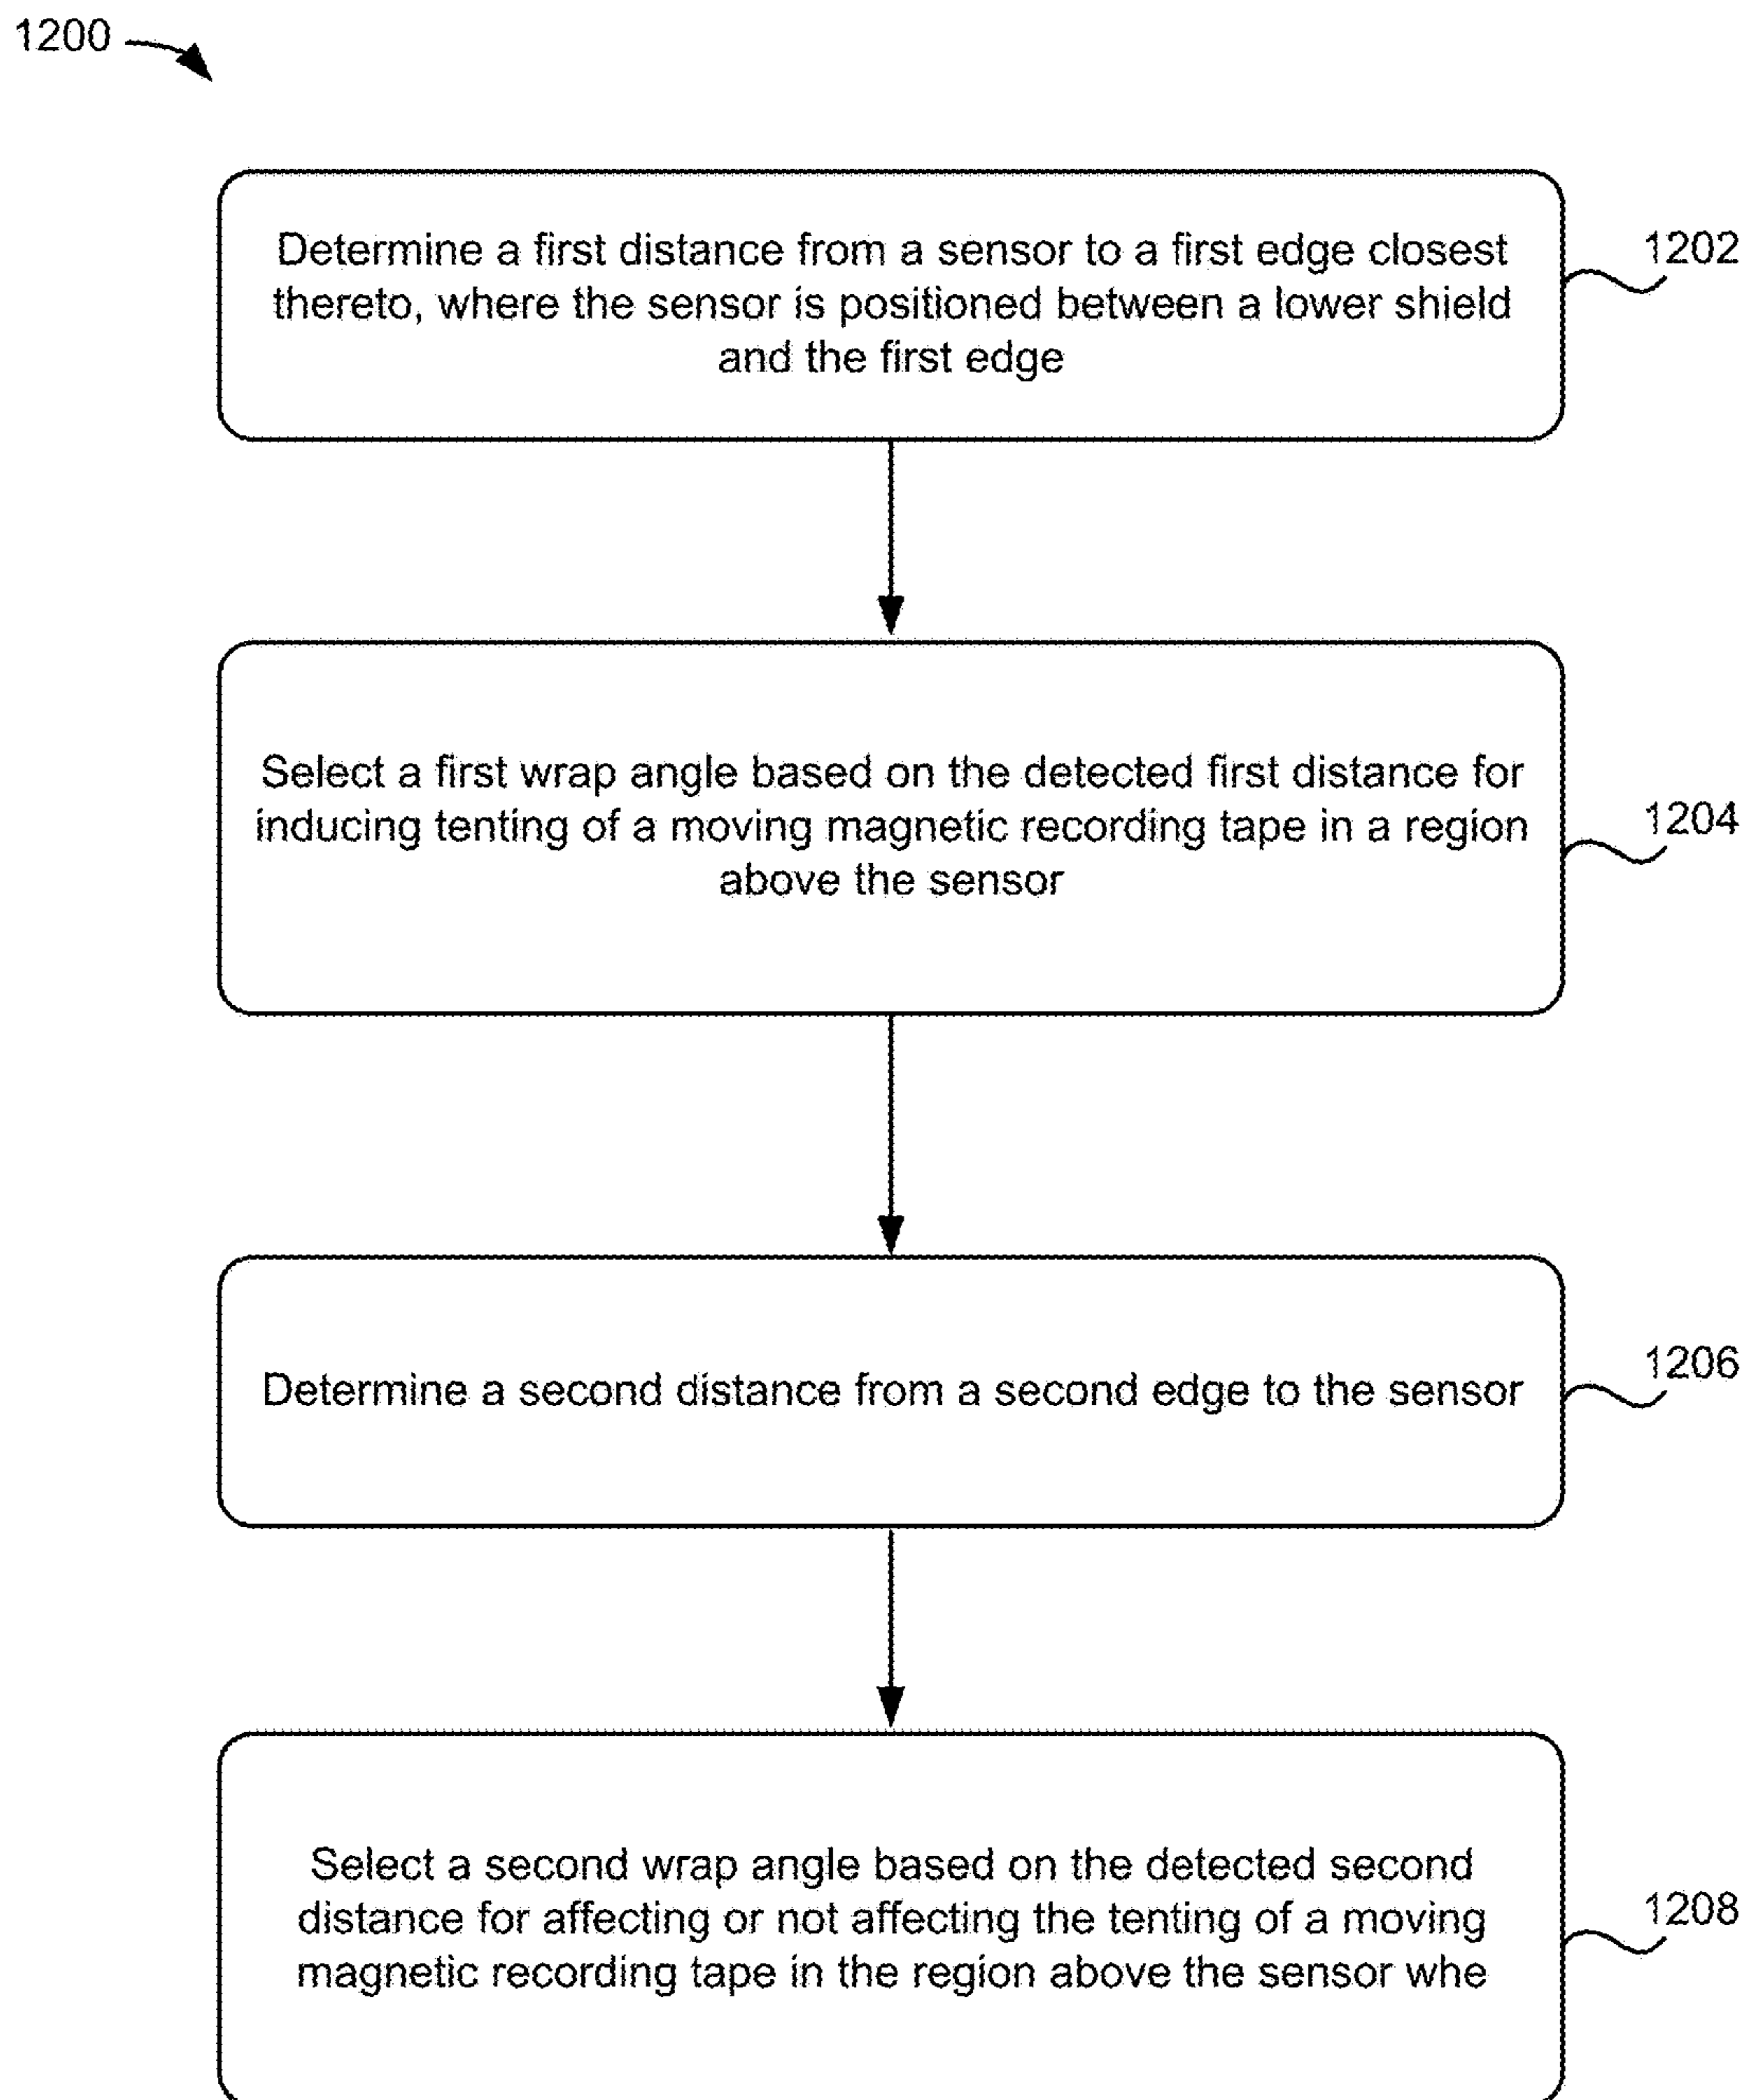 1200
Determine a first distance from a sensor to a first edge closest
thereto, where the sensor is positioned between a lower shield
and the first edge
1202
Select a first wrap angle based on the detected first distance for
inducing tenting of a moving magnetic recording tape in a region
above the sensor
1204
Determine a second distance from a second edge to the sensor
1206
Select a second wrap angle based on the detected second
distance for affecting or not affecting the tenting of a moving
magnetic recording tape in the region above the sensor whe
1208